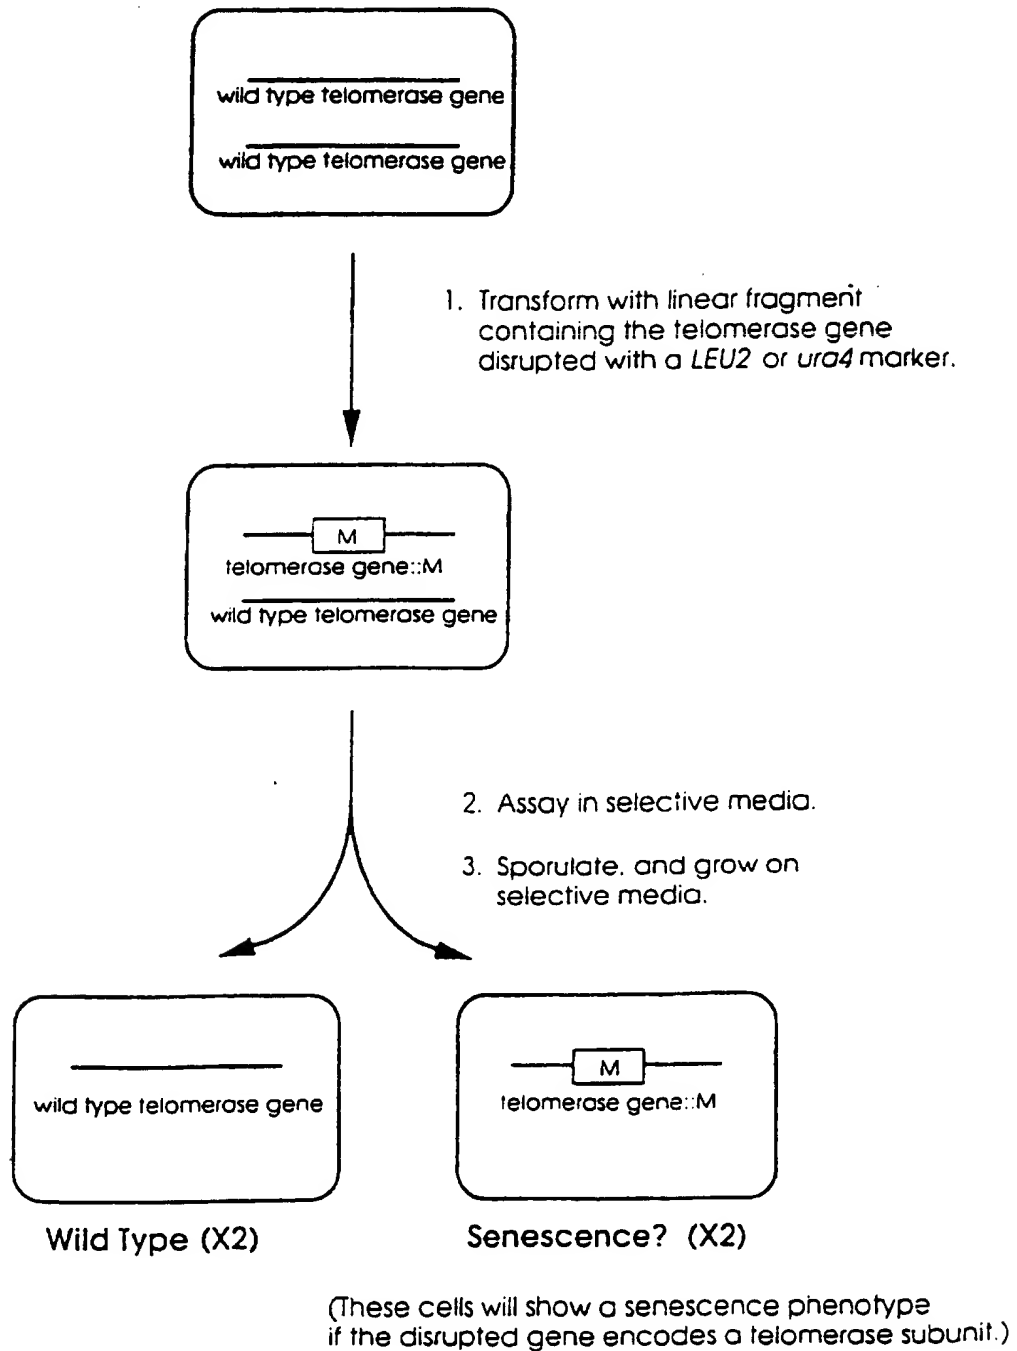 wild type telomerase gene
wild type telomerase gene
1. Transform with linear fragment
containing the telomerase gene
disrupted with a LEU2 or ura4 marker.
M
telomerase gene::M
wild type telomerase gene
2. Assay in selective media.
3. Sporulate. and grow on
selective media.
wild type telomerase gene
M
telomerase gene::M
Wild Type (X2)
Senescence? (X2)
(These cells will show a senescence phenotype
if the disrupted gene encodes a telomerase subunit.)